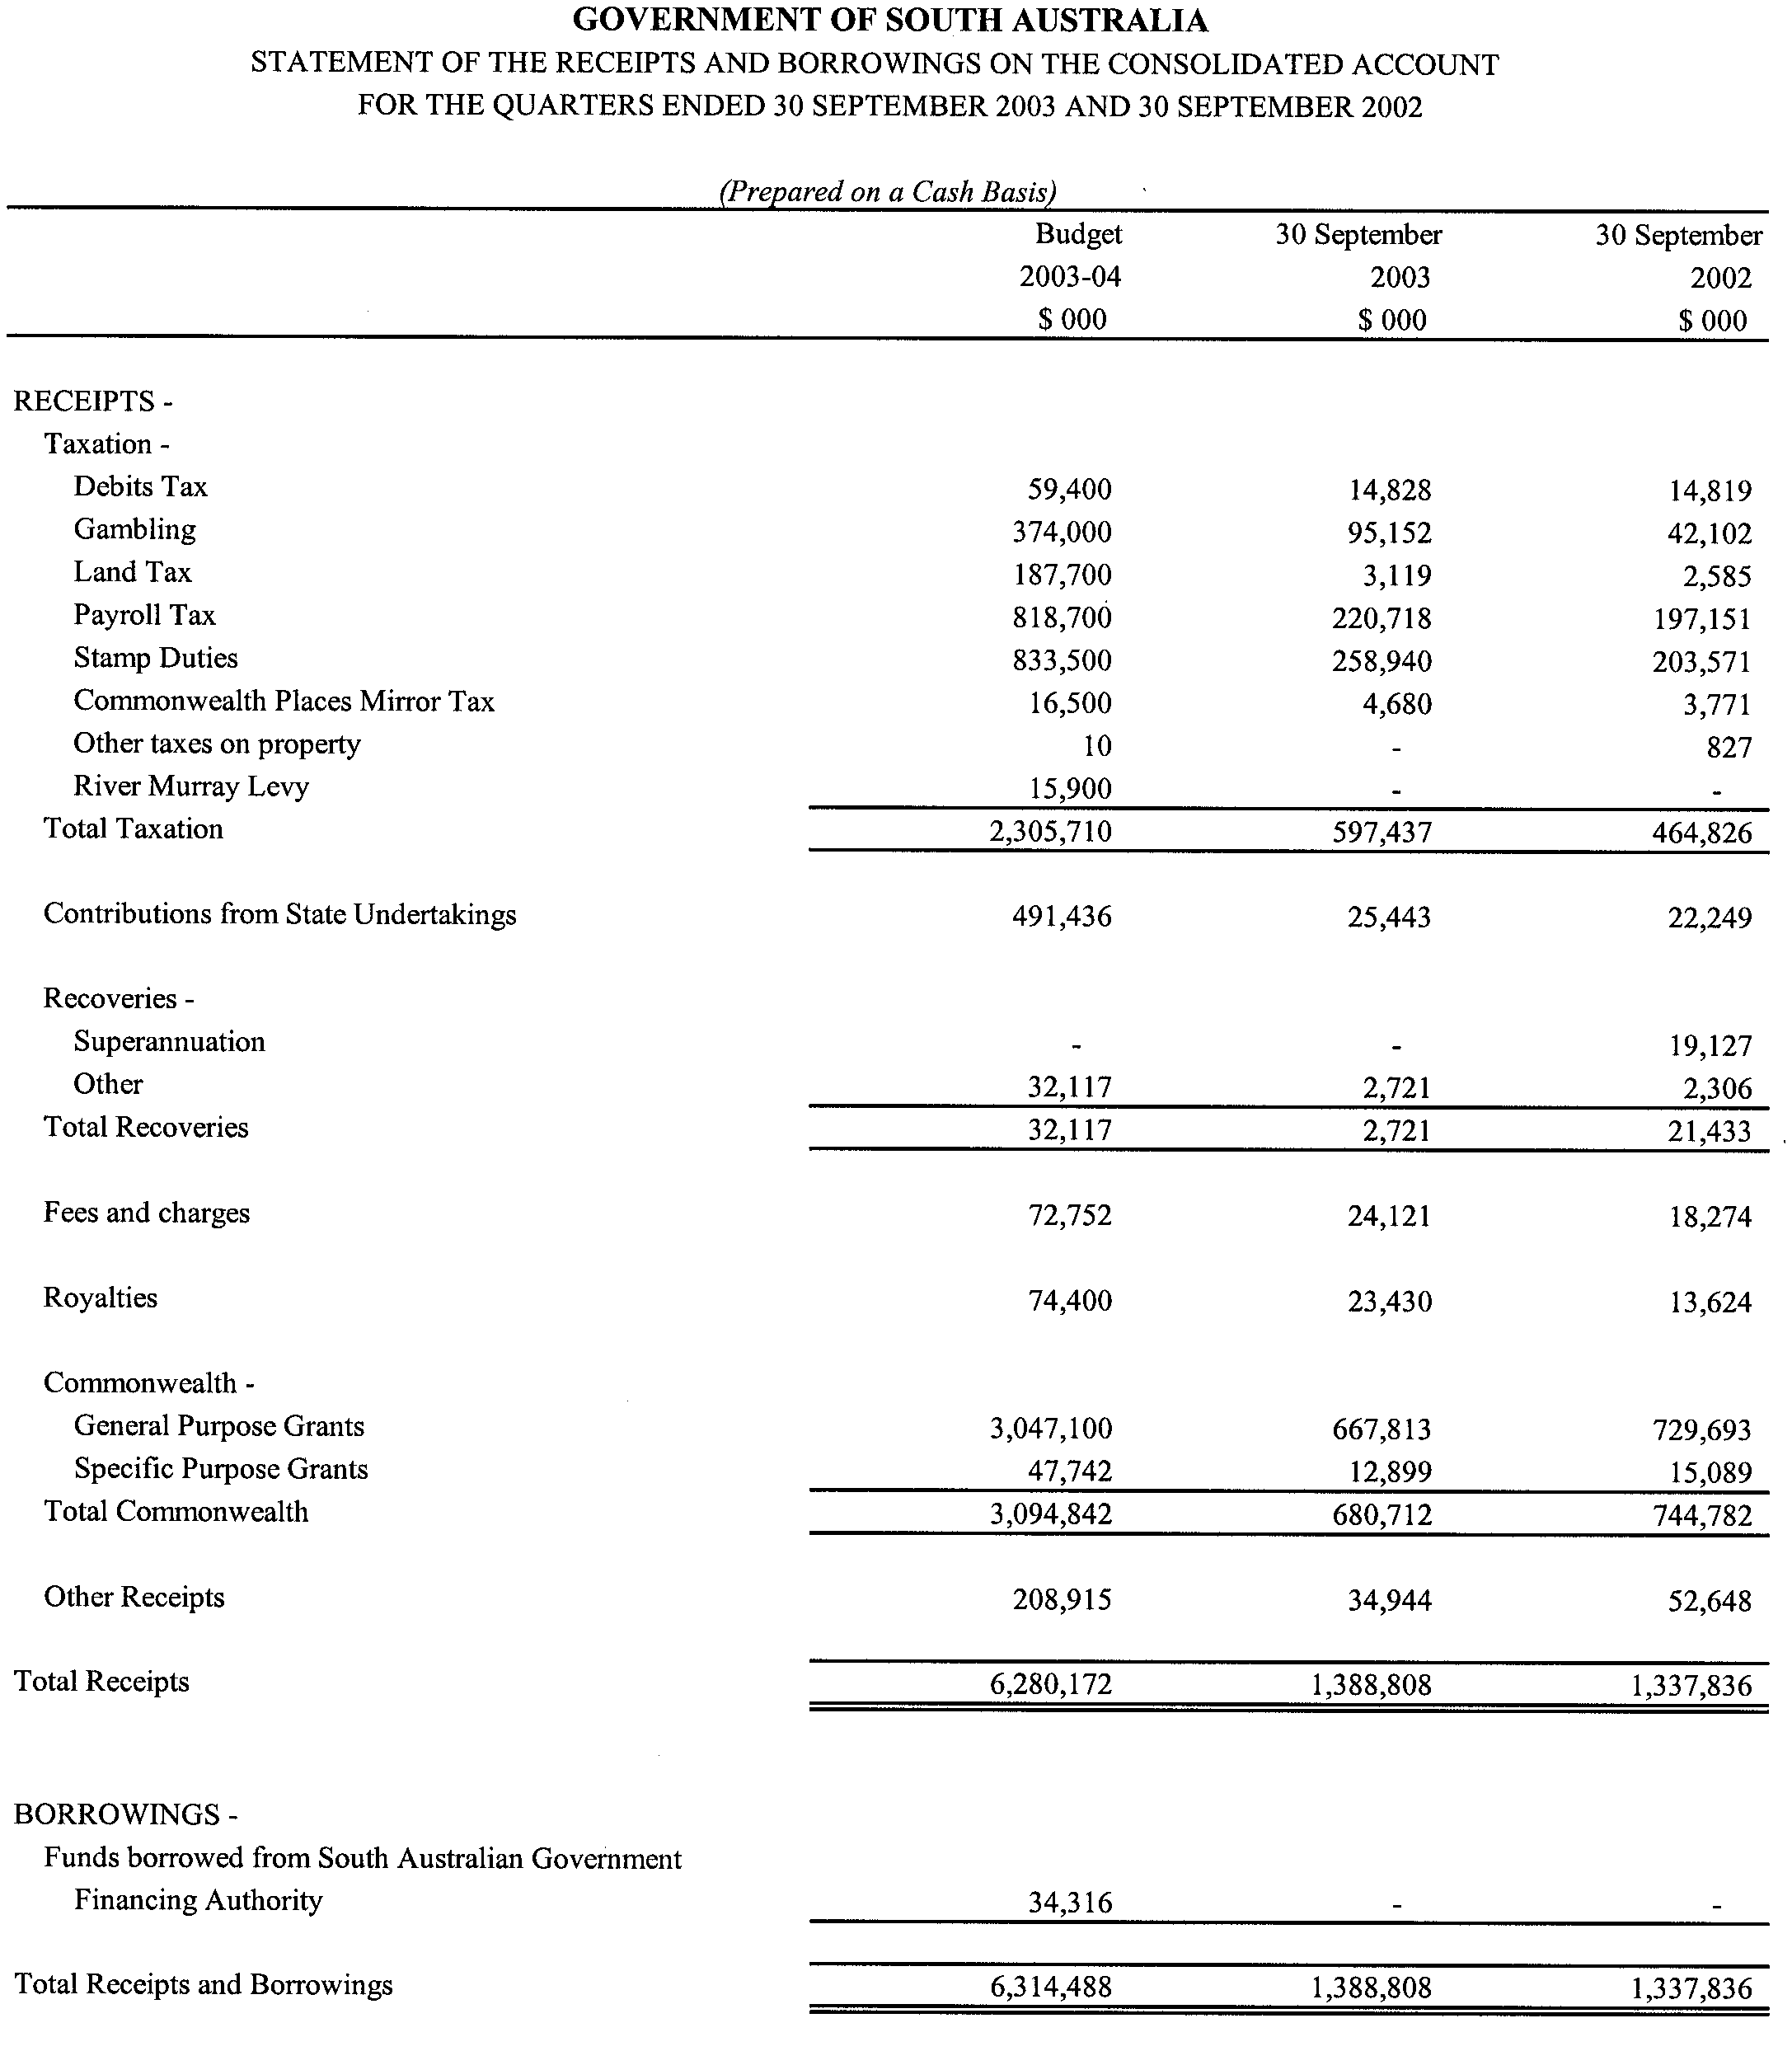 GOVERNMENT OF SOUTH AUSTRALIA
STATEMENT OF THE RECEIPTS AND BORROWINGS ON THE CONSOLIDATED ACCOUNT
FOR THE QUARTERS ENDED 30 SEPTEMBER 2003 AND 30 SEPTEMBER 2002
(Prepared on a Cash Basis)
Budget 30 September 30 September
2003-04 2003 2002
$ 000 $ 000 $ 000
RECEIPTS -
Taxation -
Debits Tax 59,400 14,828 14,819
Gambling 374,000 95,152 42,102
Land Tax 187,700 3,119 2,585
Payroll Tax 818,700 220,718 197,151
Stamp Duties 833,500 258,940 203,571
Commonwealth Places Mirror Tax 16,500 4,680 3,771
Other taxes on property 10 - 827
River Murray Levy 15,900 - -
Total Taxation 2,305,710 597,437 464,826
Contributions from State Undertakings 491,436 25,443 22,249
Recoveries -
Superannuation - - 19,127
Other 32,117 2,721 2,306
Total Recoveries 32,117 2,721 21,433
Fees and charges 72,752 24,121 18,274
Royalties 74,400 23,430 13,624
Commonwealth -
General Purpose Grants 3,047,100 667,813 729,693
Specific Purpose Grants 47,742 12,899 15,089
Total Commonwealth 3,094,842 680,712 744,782
Other Receipts 208,915 34,944 52,648
Total Receipts 6,280,172 1,388,808 1,337,836
BORROWINGS -
Funds borrowed from South Australian Government
Financing Authority 34,316 - -
Total Receipts and Borrowings 6,314,488 1,388,808 1,337,836